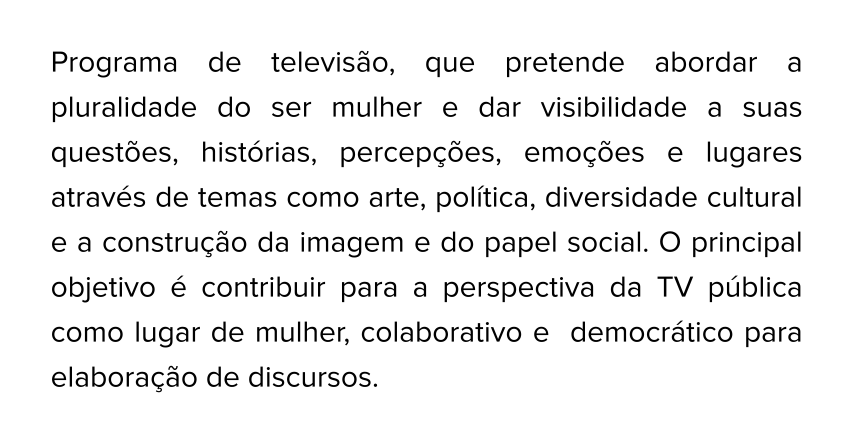 Programa de televisão, que pretende abordar a
pluralidade do ser mulher e dar visibilidade a suas
questões, histórias, percepções, emoções e lugares
através de temas como arte, política, diversidade cultural
e a construção da imagem e do papel social. O principal
objetivo é contribuir para a perspectiva da TV pública
como lugar de mulher, colaborativo e  democrático para
elaboração de discursos.